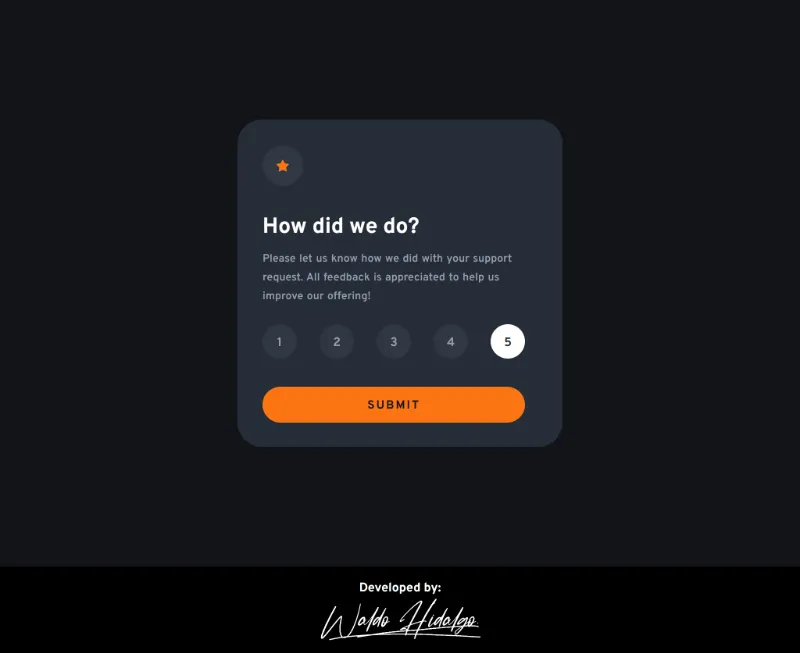 How did we do?
Please let us know how we did with your support
request. All feedback is appreciated to help us
improve our offering!
1 2 3 4 5
SUBMIT
Developed by:
Waldo Hidalgo